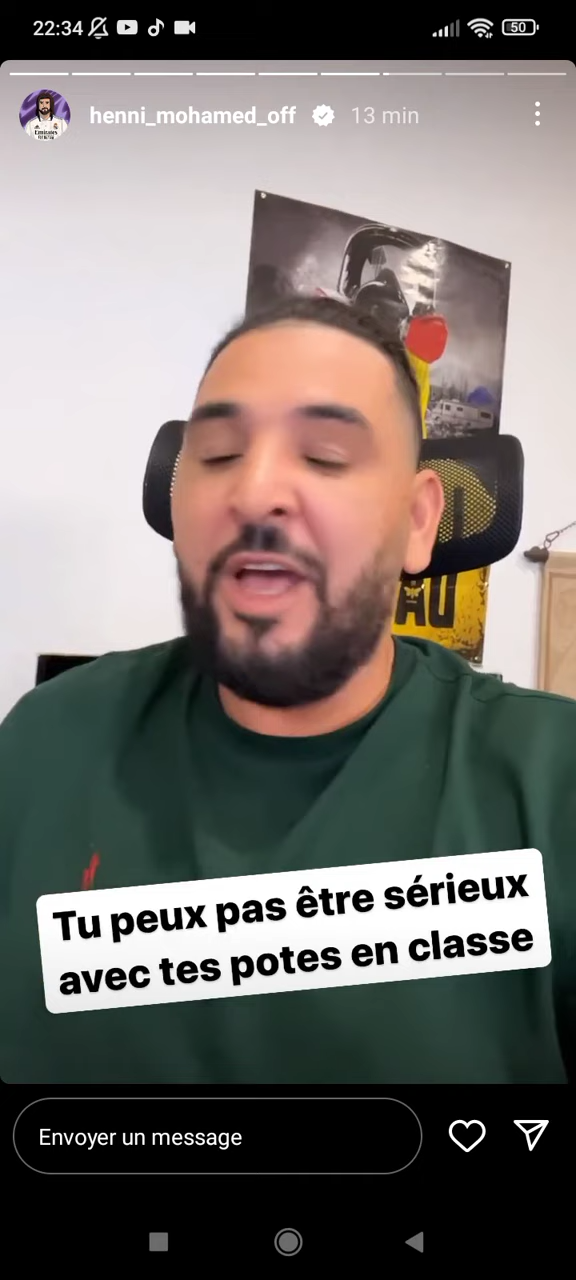 22:34
50
henni_mohamed_off 13 min
Tu peux pas être sérieux
avec tes potes en classe
Envoyer un message